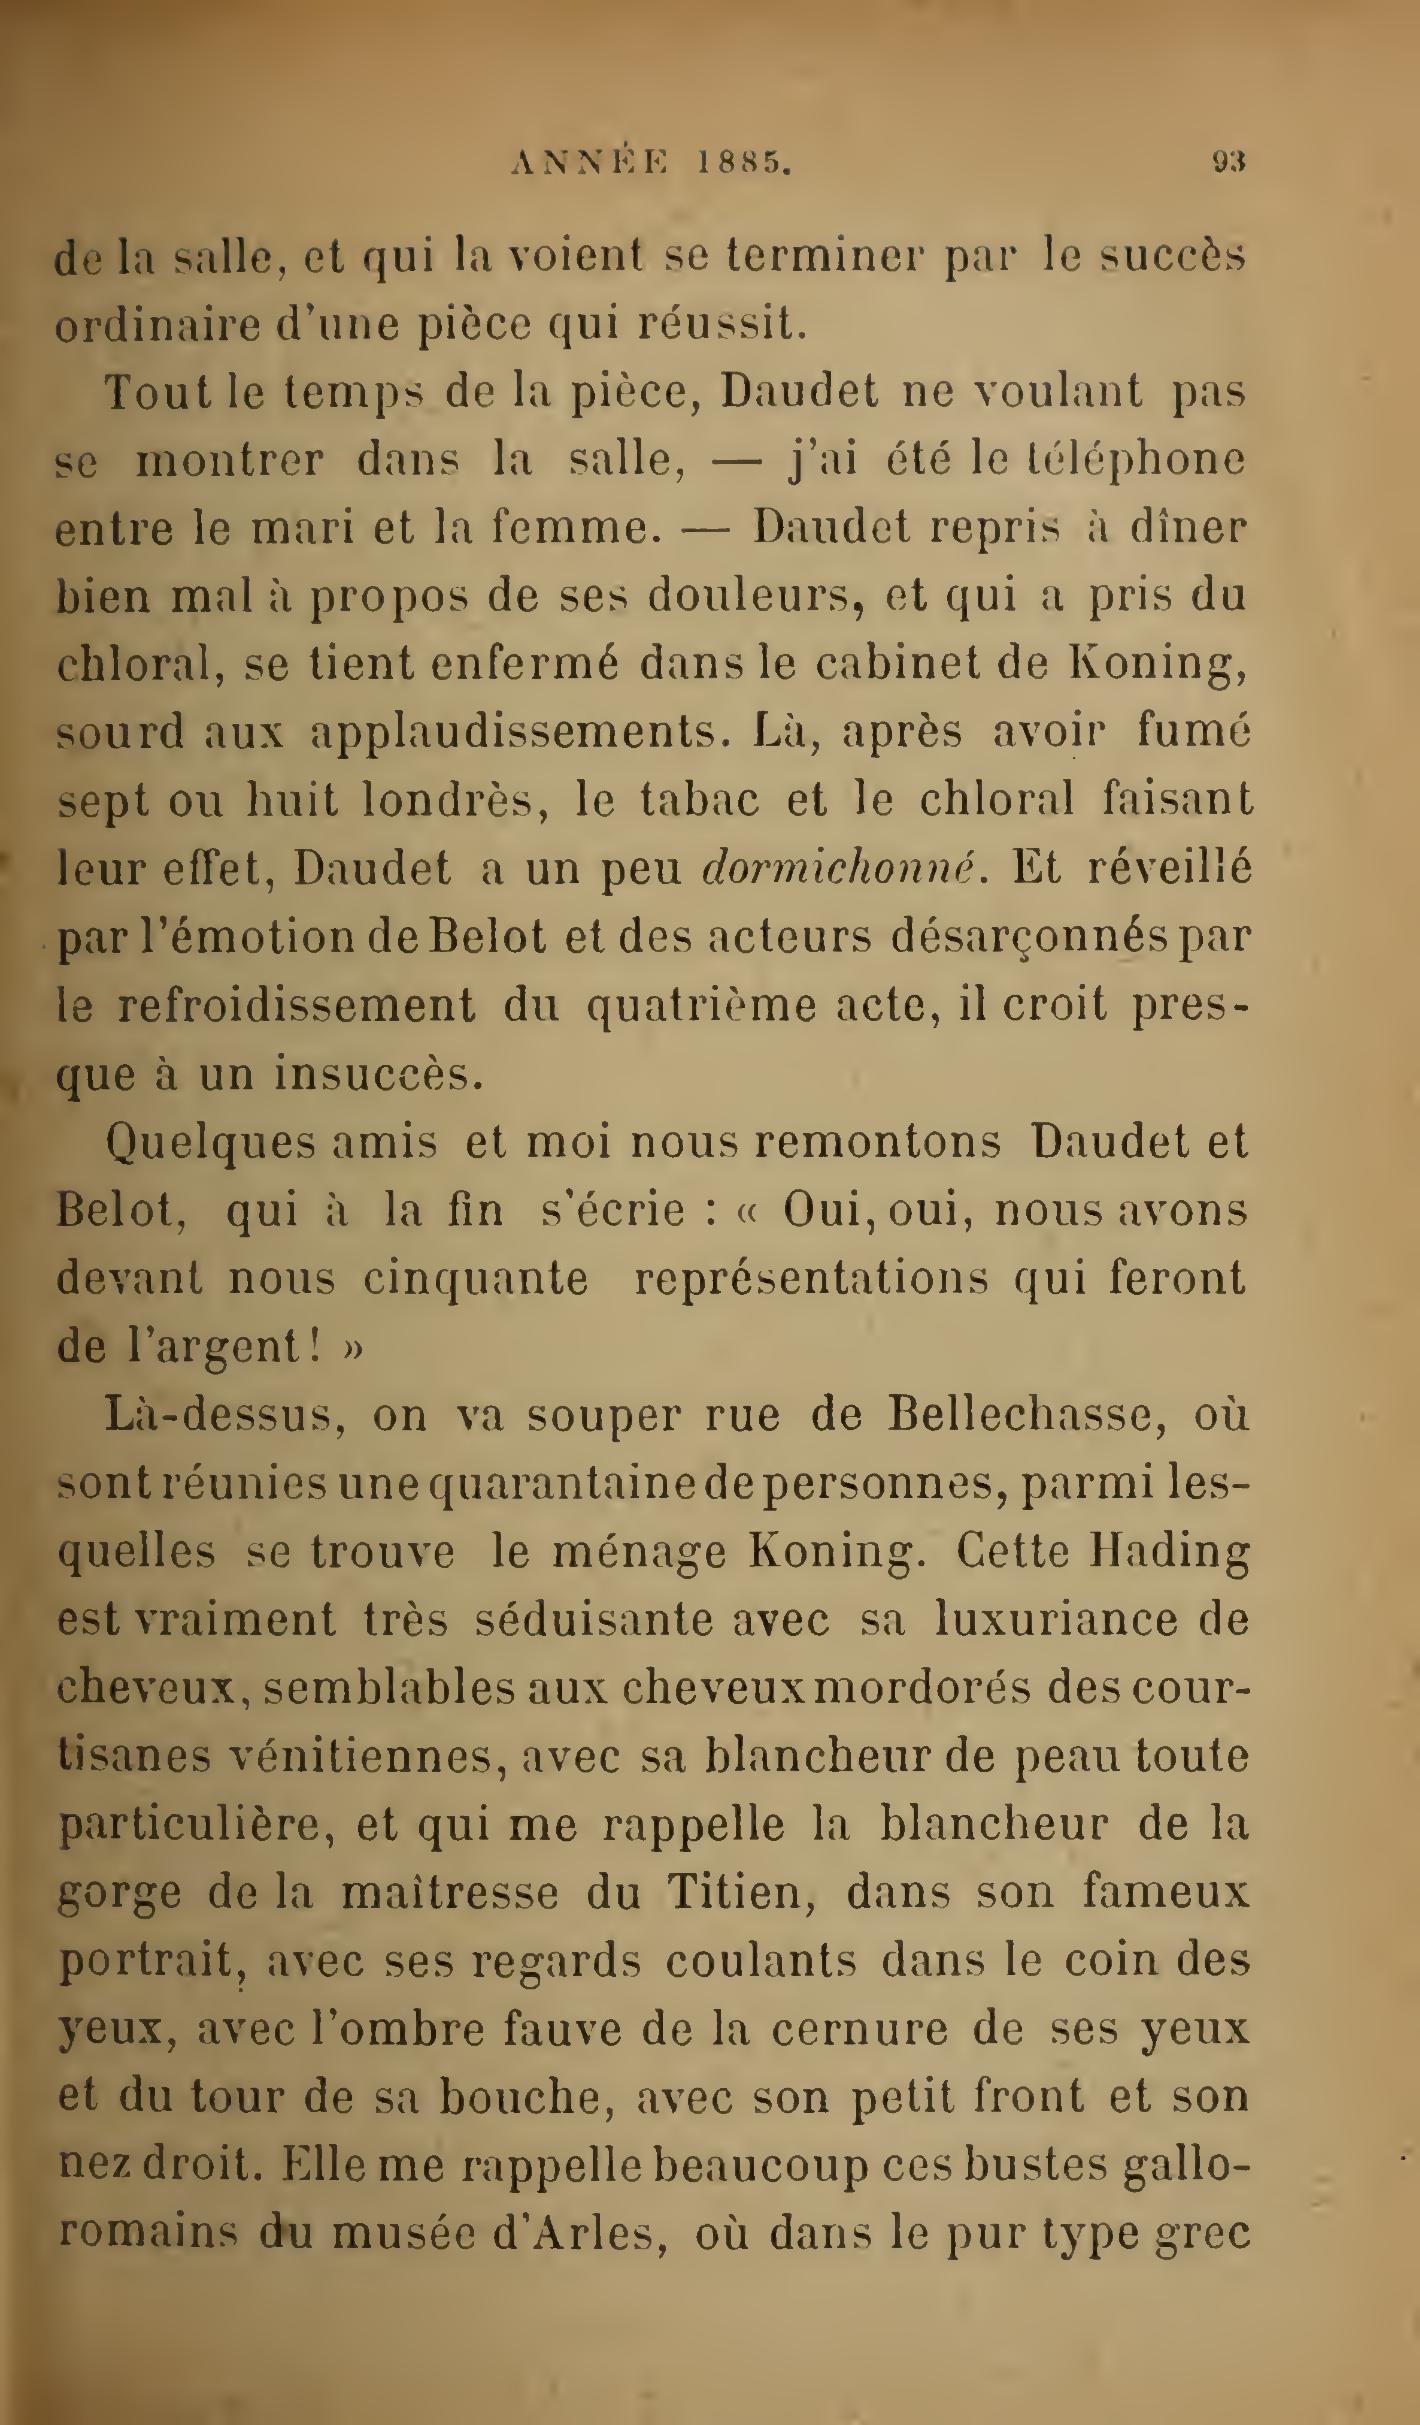 ANNÉE 1885. 93
de la salle, et qui la voient se terminer par le succès
ordinaire d'une pièce qui réussit.
Tout le temps de la pièce, Daudet ne voulant pas
se montrer dans la salle, — j'ai été le téléphone
entre le mari et la femme. — Daudet repris à dîner
bien mal à propos de ses douleurs, et qui a pris du
chloral, se tient enfermé dans le cabinet de Koning,
sourd aux applaudissements. Là, après avoir fumé
sept ou huit londrès, le tabac et le chloral faisant
leur effet, Daudet a un peu dormichonné. Et réveillé
par l'émotion de Belot et des acteurs désarçonnés par
le refroidissement du quatrième acte, il croit pres-
que à un insuccès.
Quelques amis et moi nous remontons Daudet et
Belot, qui à la fin s'écrie : « Oui, oui, nous avons
devant nous cinquante représentations qui feront
de l'argent! »
Là-dessus, on va souper rue de Bellechasse, où
sont réunies une quarantaine de personnes, parmi les-
quelles se trouve le ménage Koning. Cette Hading
est vraiment très séduisante avec sa luxuriance de
cheveux, semblables aux cheveux mordorés des cour-
tisanes vénitiennes, avec sa blancheur de peau toute
particulière, et qui me rappelle la blancheur de la
gorge de la maîtresse du Titien, dans son fameux
portrait, avec ses regards coulants dans le coin des
yeux, avec l'ombre fauve de la cernure de ses yeux
et du tour de sa bouche, avec son petit front et son
nez droit. Elle me rappelle beaucoup ces bustes gallo-
romains du musée d'Arles, où dans le pur type grec